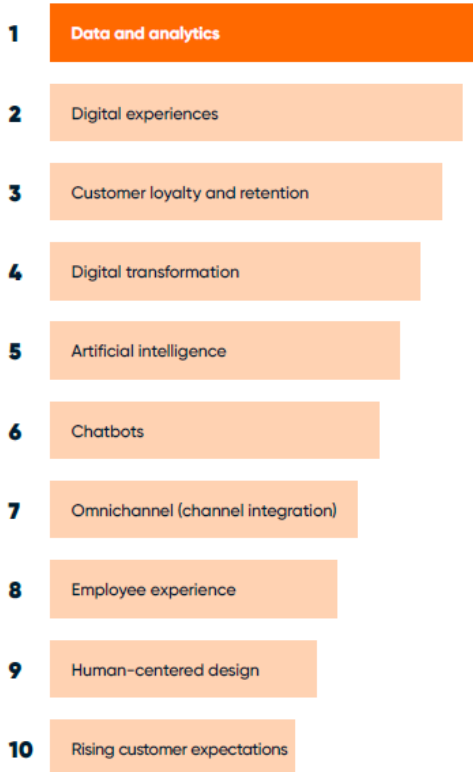 1 Data and analytics
2 Digital experiences
3 Customer loyalty and retention
4 Digital transformation
5 Artificial intelligence
6 Chatbots
7 Omnichannel (channel integration)
8 Employee experience
9 Human-centered design
10 Rising customer expectations